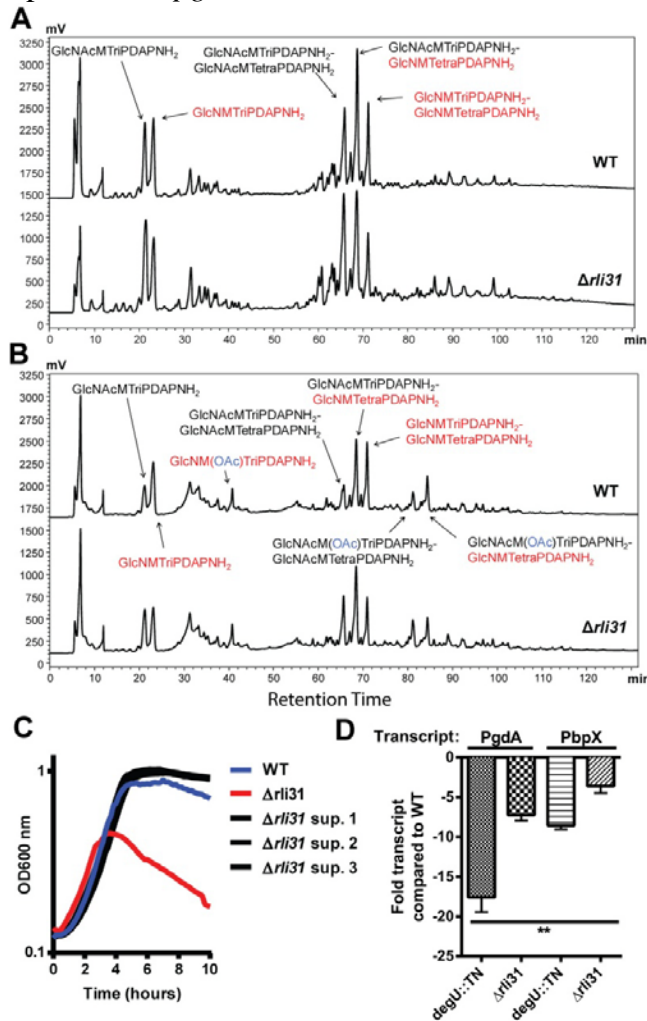 A
mV
GlcNAcMTriPDAPNH2
GlcNMTriPDAPNH2
GlcNAcMTriPDAPNH2-
GlcNAcMTetraPDAPNH2
GlcNAcMTriPDAPNH2-
GlcNMTetraPDAPNH2
GlcNMTriPDAPNH2-
GlcNMTetraPDAPNH2
3250
3000
2750
2500
2250
2000
1750
1500
WT
1250
1000
750
500
250
0
Δrli31
0 10 20 30 40 50 60 70 80 90 100 110 120 min
B
mV
GlcNAcMTriPDAPNH2
GlcNM(OAc)TriPDAPNH2
GlcNMTriPDAPNH2
GlcNAcMTriPDAPNH2-
GlcNAcMTetraPDAPNH2
GlcNAcMTriPDAPNH2-
GlcNMTetraPDAPNH2
GlcNMTriPDAPNH2-
GlcNMTetraPDAPNH2
GlcNAcM(OAc)TriPDAPNH2-
GlcNAcMTetraPDAPNH2
GlcNAcM(OAc)TriPDAPNH2-
GlcNMTetraPDAPNH2
3250
3000
2750
2500
2250
2000
1750
WT
1250
1000
750
500
250
0
Δrli31
0 10 20 30 40 50 60 70 80 90 100 110 120 min
Retention Time
C
OD600 nm
1
0.1
0 2 4 6 8 10
Time (hours)
WT
Δrli31
Δrli31 sup. 1
Δrli31 sup. 2
Δrli31 sup. 3
D
Transcript: PgdA PbpX
Fold transcript
compared to WT
0
-5
-10
-15
-20
-25
**
degU::TN
Δrli31
degU::TN
Δrli31